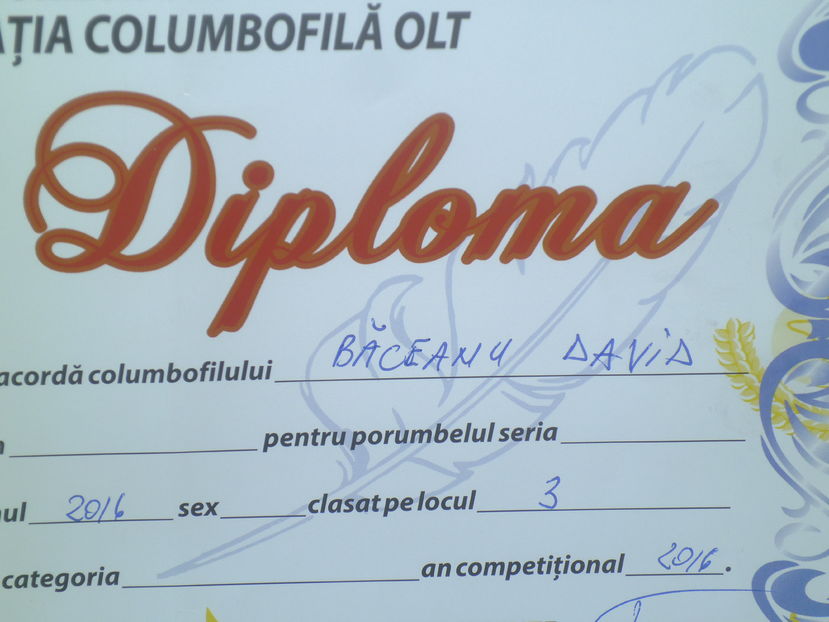 AȚIA COLUMBOFILĂ OLT
Diploma
acordă columbofilului BĂCEANU DAVID
pentru porumbelul seria
ul 2016 sex clasat pe locul 3
categoria an competițional 2016.